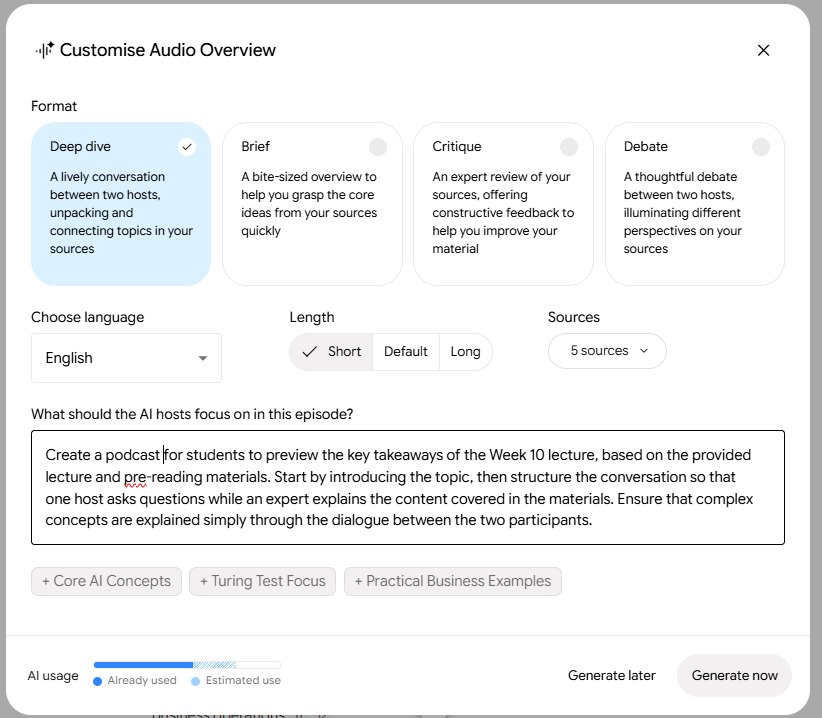 Customise Audio Overview
Format
Deep dive
A lively conversation
between two hosts,
unpacking and
connecting topics in your
sources
Brief
A bite-sized overview to
help you grasp the core
ideas from your sources
quickly
Critique
An expert review of your
sources, offering
constructive feedback to
help you improve your
material
Debate
A thoughtful debate
between two hosts,
illuminating different
perspectives on your
sources
Choose language
English
Length
Short
Default
Long
Sources
5 sources
What should the AI hosts focus on in this episode?
Create a podcast for students to preview the key takeaways of the Week 10 lecture, based on the provided
lecture and pre-reading materials. Start by introducing the topic, then structure the conversation so that
one host asks questions while an expert explains the content covered in the materials. Ensure that complex
concepts are explained simply through the dialogue between the two participants.
+ Core AI Concepts
+ Turing Test Focus
+ Practical Business Examples
AI usage
Already used
Estimated use
Generate later
Generate now